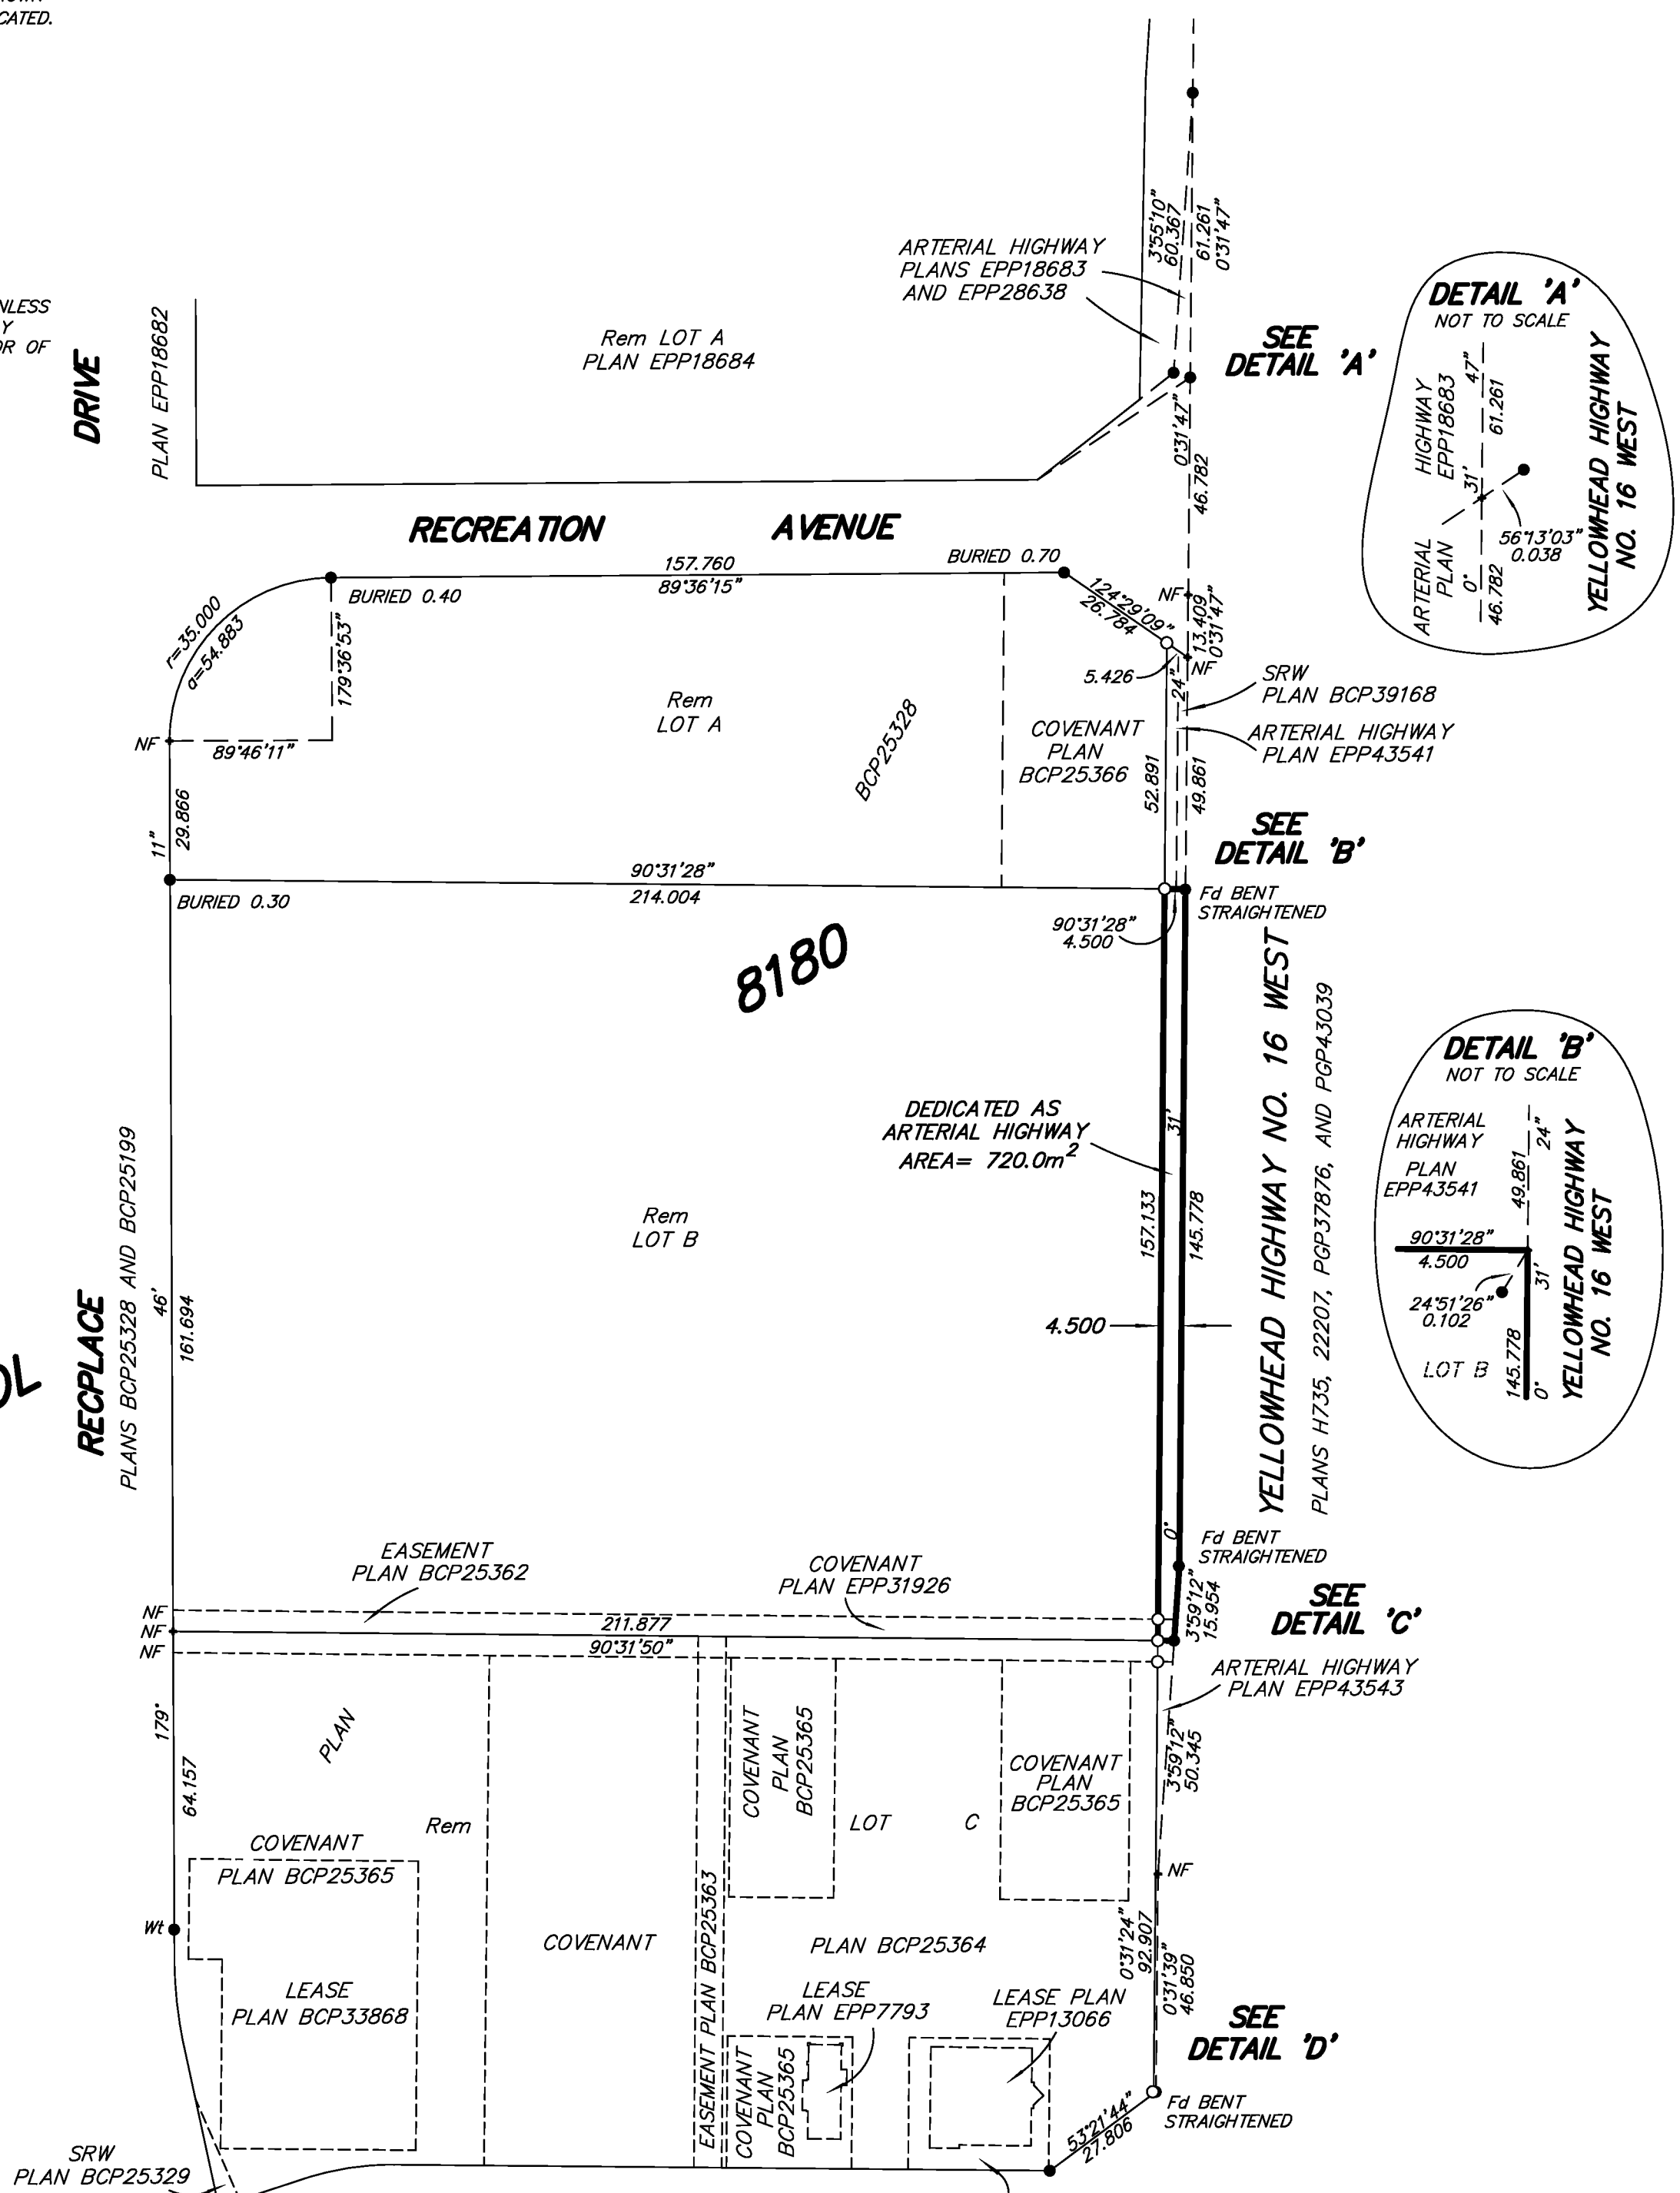 CATED.
NLESS
Y
OR OF
DRIVE
PLAN EPP18682
Rem LOT A
PLAN EPP18684
ARTERIAL HIGHWAY
PLANS EPP18683
AND EPP28638
3°55'10"
60.367
61.261
0°31'47"
SEE
DETAIL 'A'
0°31'47"
46.782
DETAIL 'A'
NOT TO SCALE
ARTERIAL HIGHWAY
PLAN EPP18683
0° 31' 47"
46.782 61.261
56°13'03"
0.038
YELLOWHEAD HIGHWAY
NO. 16 WEST
RECREATION AVENUE
157.760
89°36'15"
BURIED 0.70
BURIED 0.40
124°29'09"
26.784
NF
13.409
0°31'47"
NF
5.426
24"
r=35.000
a=54.883
179°36'53"
NF
89°46'11"
Rem
LOT A
BCP25328
COVENANT
PLAN
BCP25366
SRW
PLAN BCP39168
ARTERIAL HIGHWAY
PLAN EPP43541
52.891
49.861
11"
29.866
SEE
DETAIL 'B'
90°31'28"
214.004
BURIED 0.30
Fd BENT
STRAIGHTENED
90°31'28"
4.500
8180
DEDICATED AS
ARTERIAL HIGHWAY
AREA= 720.0m2
31'
157.133
145.778
4.500
Rem
LOT B
YELLOWHEAD HIGHWAY NO. 16 WEST
PLANS H735, 22207, PGP37876, AND PGP43039
DETAIL 'B'
NOT TO SCALE
ARTERIAL
HIGHWAY
PLAN
EPP43541
49.861
24"
90°31'28"
4.500
24°51'26"
0.102
31'
LOT B
145.778
0°
YELLOWHEAD HIGHWAY
NO. 16 WEST
RECPLACE
PLANS BCP25328 AND BCP25199
46'
161.694
OL
0°
Fd BENT
STRAIGHTENED
EASEMENT
PLAN BCP25362
COVENANT
PLAN EPP31926
3°59'12"
15.954
SEE
DETAIL 'C'
NF
NF
NF
211.877
90°31'50"
ARTERIAL HIGHWAY
PLAN EPP43543
179°
64.157
PLAN
COVENANT
PLAN
BCP25365
COVENANT
PLAN
BCP25365
3°59'12"
50.345
Rem
LOT C
NF
COVENANT
PLAN BCP25365
Wt
COVENANT
EASEMENT PLAN BCP25363
PLAN BCP25364
0°31'24"
92.907
0°31'39"
46.850
LEASE
PLAN BCP33868
LEASE
PLAN EPP7793
LEASE PLAN
EPP13066
SEE
DETAIL 'D'
COVENANT
PLAN
BCP25365
Fd BENT
STRAIGHTENED
53°21'44"
27.806
SRW
PLAN BCP25329